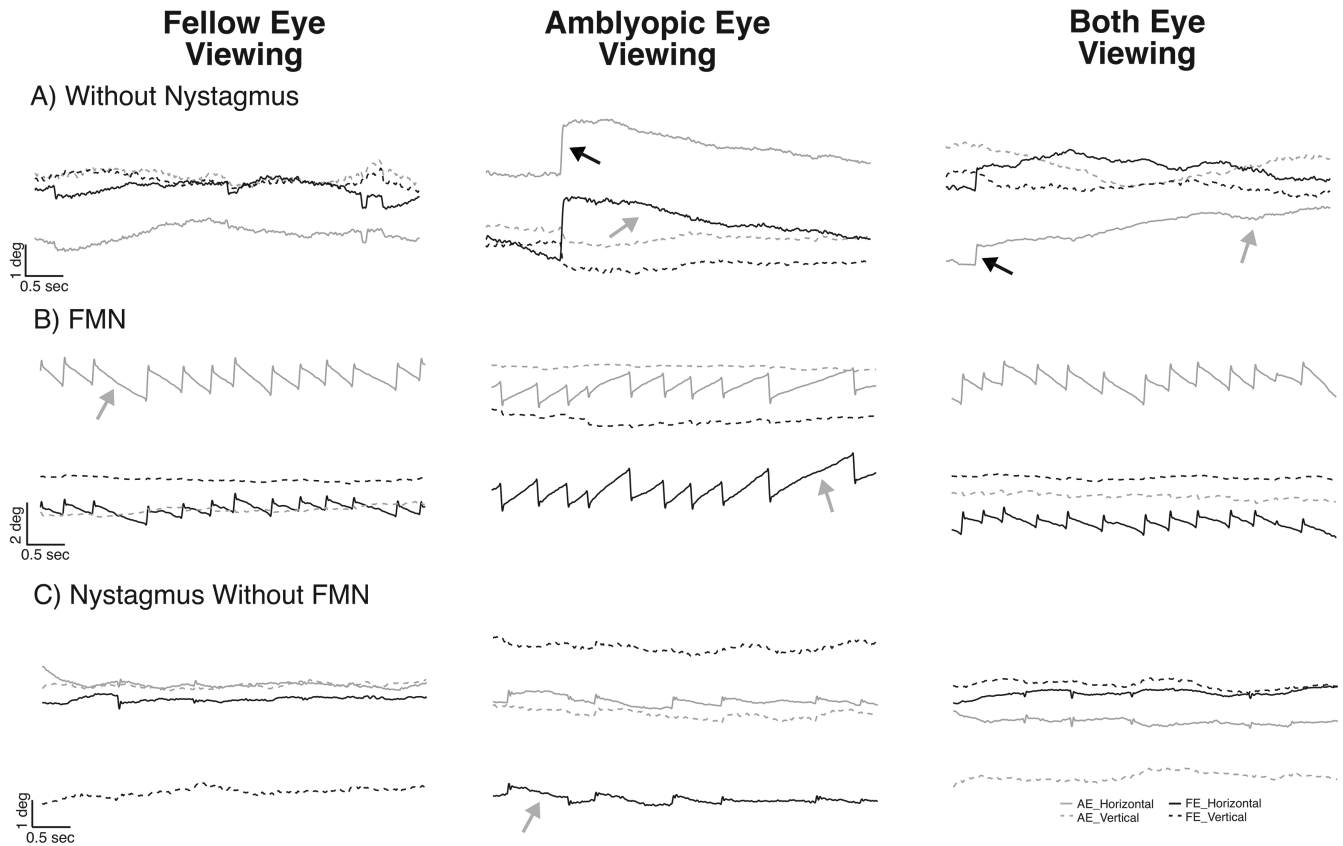 Fellow Eye
Viewing
Amblyopic Eye
Viewing
Both Eye
Viewing
A) Without Nystagmus
1 deg
0.5 sec
B) FMN
2 deg
0.5 sec
C) Nystagmus Without FMN
1 deg
0.5 sec
AE_Horizontal FE_Horizontal
AE_Vertical FE_Vertical